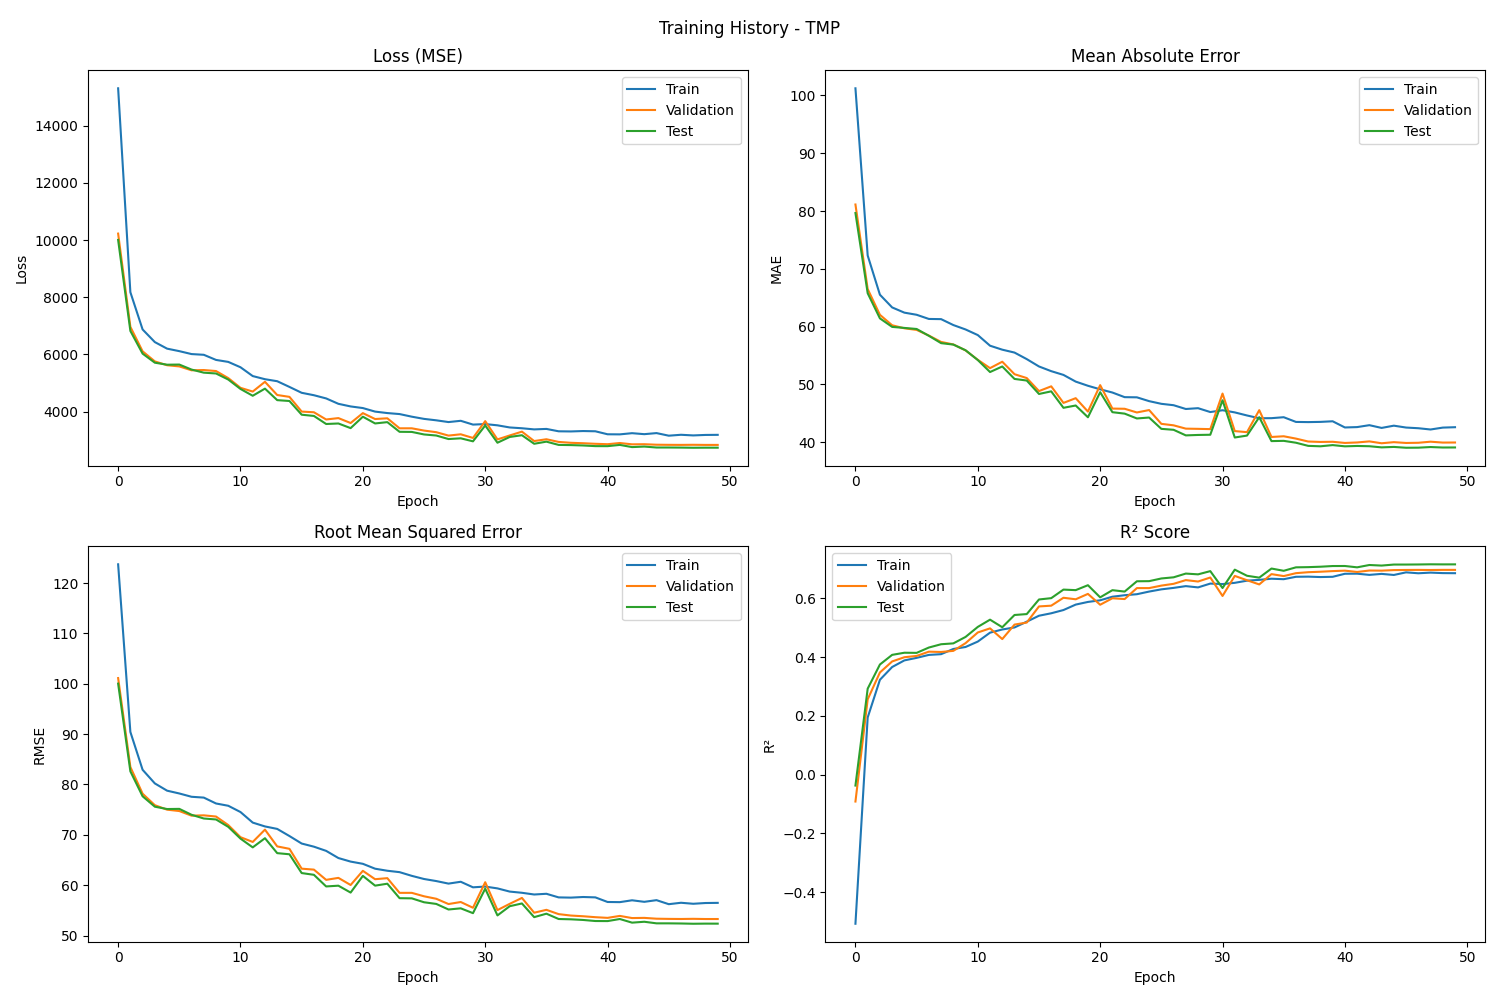 Training History - TMP
Loss (MSE)
Loss
14000
12000
10000
8000
6000
4000
0 10 20 30 40 50
Epoch
Train
Validation
Test
Mean Absolute Error
MAE
100
90
80
70
60
50
40
0 10 20 30 40 50
Epoch
Train
Validation
Test
Root Mean Squared Error
RMSE
120
110
100
90
80
70
60
50
0 10 20 30 40 50
Epoch
Train
Validation
Test
R² Score
R²
0.6
0.4
0.2
0.0
−0.2
−0.4
0 10 20 30 40 50
Epoch
Train
Validation
Test